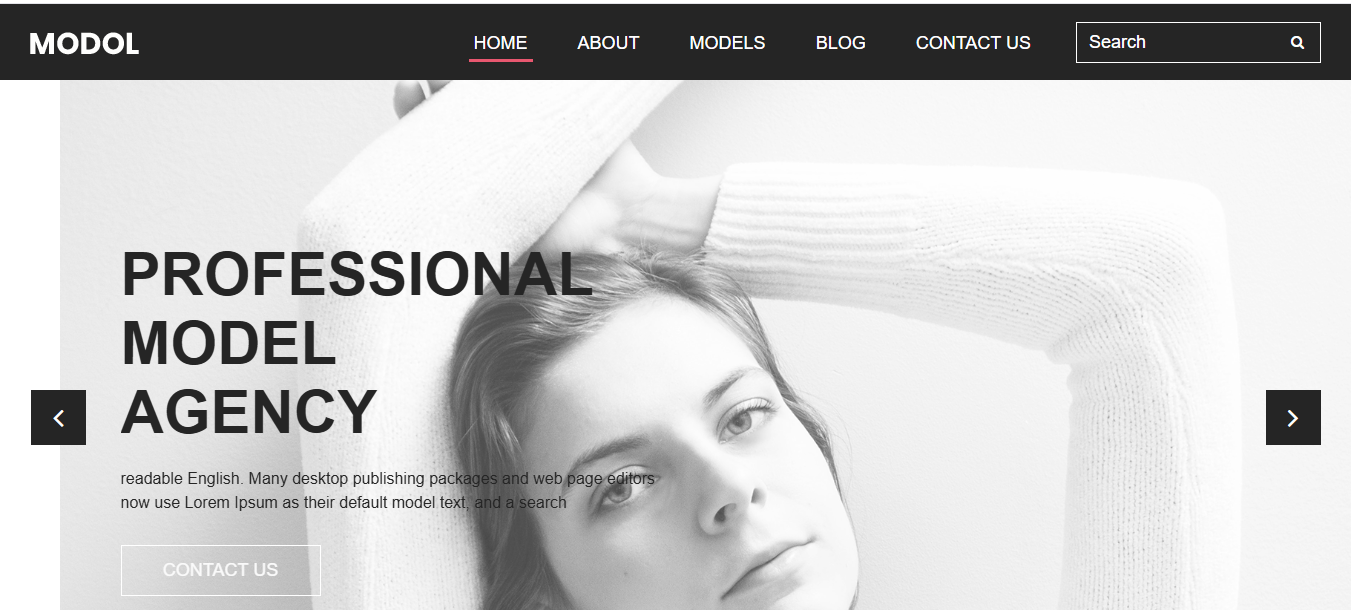 MODOL
HOME ABOUT MODELS BLOG CONTACT US Search
PROFESSIONAL
MODEL
AGENCY
readable English. Many desktop publishing packages and web page editors
now use Lorem Ipsum as their default model text, and a search
CONTACT US